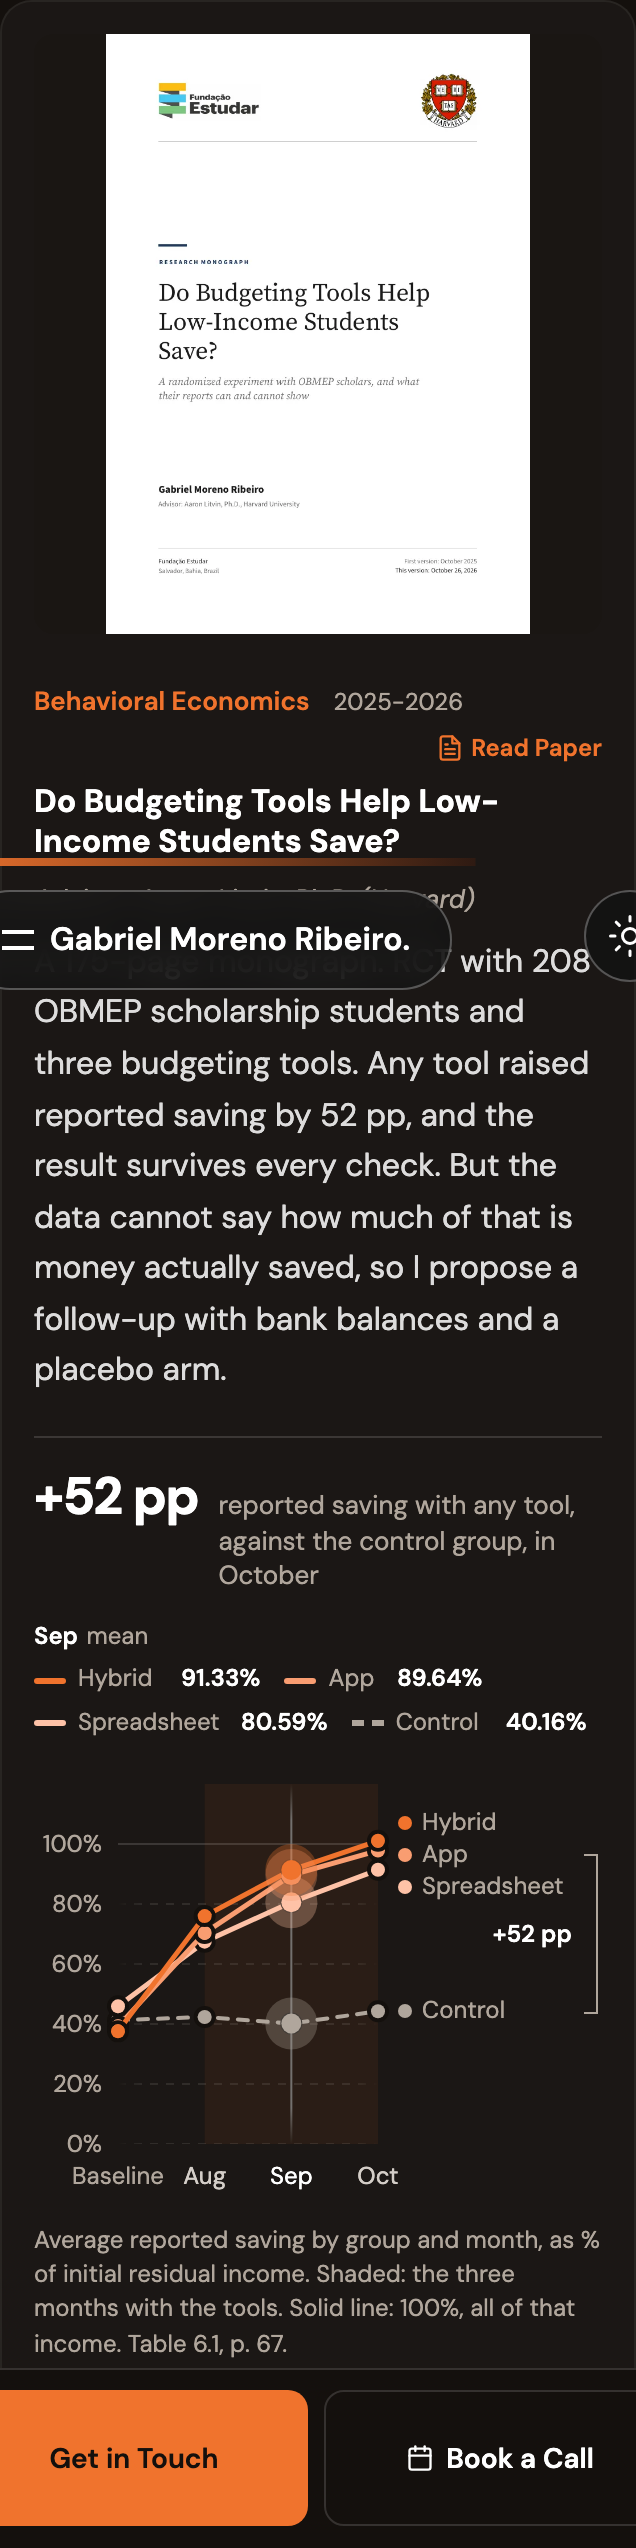 Fundação
Estudar
HARVARD
RESEARCH MONOGRAPH
Do Budgeting Tools Help
Low-Income Students
Save?
A randomized experiment with OBMEP scholars, and what
their reports can and cannot show
Gabriel Moreno Ribeiro
Advisor: Aaron Litvin, Ph.D., Harvard University
Fundação Estudar
Salvador, Bahia, Brazil
First version: October 2025
This version: October 26, 2026
Behavioral Economics 2025-2026
Read Paper
Do Budgeting Tools Help Low-
Income Students Save?
Gabriel Moreno Ribeiro.
A 175-page monograph. RCT with 208
OBMEP scholarship students and
three budgeting tools. Any tool raised
reported saving by 52 pp, and the
result survives every check. But the
data cannot say how much of that is
money actually saved, so I propose a
follow-up with bank balances and a
placebo arm.
+52 pp reported saving with any tool,
against the control group, in
October
Sep mean
Hybrid 91.33% App 89.64%
Spreadsheet 80.59% Control 40.16%
100%
80%
60%
40%
20%
0%
Hybrid
App
Spreadsheet
+52 pp
Control
Baseline Aug Sep Oct
Average reported saving by group and month, as %
of initial residual income. Shaded: the three
months with the tools. Solid line: 100%, all of that
income. Table 6.1, p. 67.
Get in Touch
Book a Call